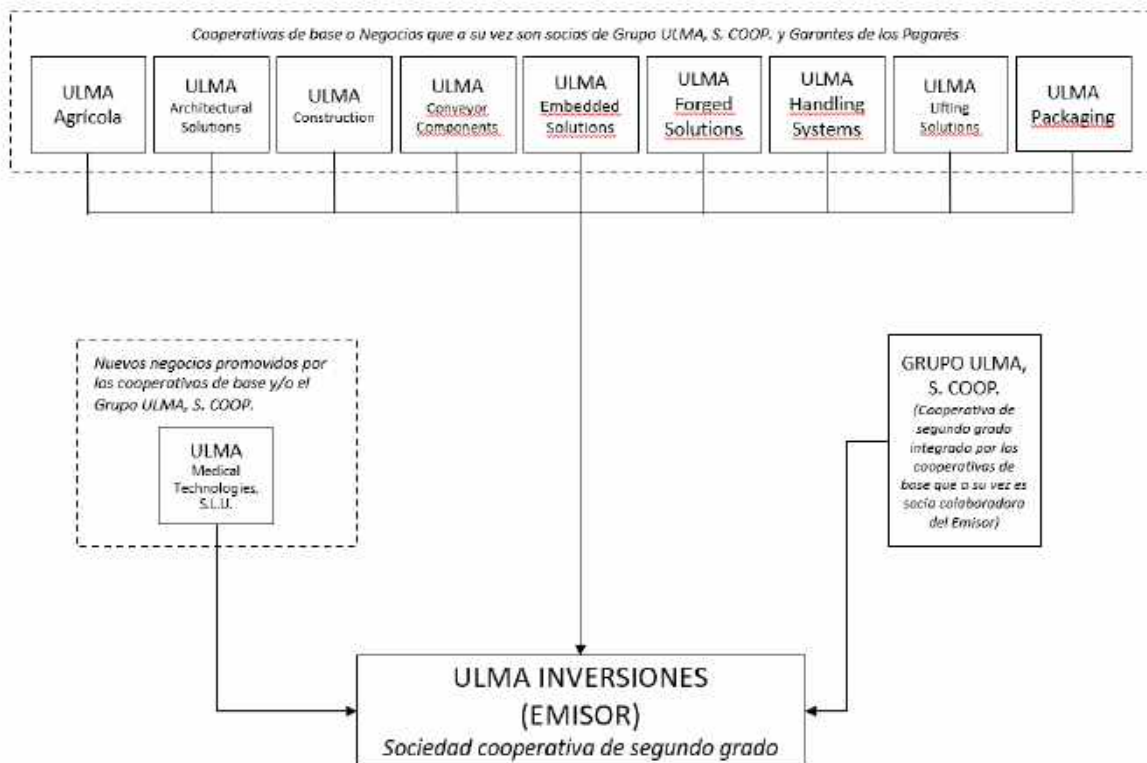 Cooperativas de base o Negocios que a su vez son socias de Grupo ULMA, S. COOP. y Garantes de los Pagarés
ULMA
Agrícola
ULMA
Architectural
Solutions
ULMA
Construction
ULMA
Conveyor
Components
ULMA
Embedded
Solutions
ULMA
Forged
Solutions
ULMA
Handling
Systems
ULMA
Lifting
Solutions
ULMA
Packaging
Nuevos negocios promovidos por
las cooperativas de base y/o el
Grupo ULMA, S. COOP.
ULMA
Medical
Technologies,
S.L.U.
GRUPO ULMA,
S. COOP.
(Cooperativa de
segundo grado
integrada por las
cooperativas de
base que a su vez es
socia colaboradora
del Emisor)
ULMA INVERSIONES
(EMISOR)
Sociedad cooperativa de segundo grado